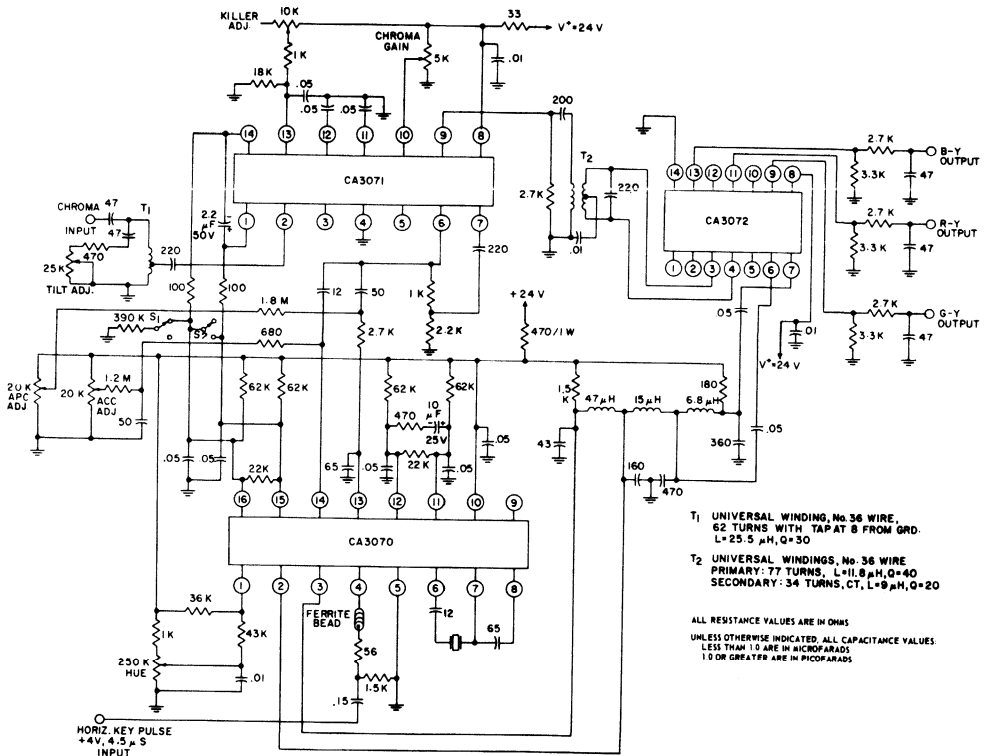 KILLER ADJ.
10K
33
V+ = 24 V
1K
CHROMA GAIN
5K
.01
18K
.05
.05
.05
200
14
13
12
11
10
9
8
CA3071
1
2
3
4
5
6
7
T2
2.7K
220
.01
14
13
12
11
10
9
8
CA3072
1
2
3
4
5
6
7
2.7K
B-Y OUTPUT
3.3K
47
2.7K
R-Y OUTPUT
3.3K
47
2.7K
G-Y OUTPUT
3.3K
47
.01
V+ = 24 V
.05
.05
CHROMA INPUT
47
T1
47
470
25K
TILT ADJ.
220
2.2 µF 50V
- +
100
100
1.8 M
12
50
1K
220
2.7K
2.2K
+24 V
470/1W
390K
S1
S2
680
20K APC ADJ
20K
ACC ADJ
1.2M
50
62K
62K
62K
62K
470
10 µF 25V
- +
22K
.05
.05
22K
65
.05
.05
.05
1.5 K
47 µH
15µH
6.8µH
180
43
160
470
360
16
15
14
13
12
11
10
9
CA3070
1
2
3
4
5
6
7
8
36K
1K
43K
250K HUE
.01
FERRITE BEAD
56
1.5K
.15
12
65
HORIZ. KEY PULSE
+4V, 4.5 µ S
INPUT
T1 UNIVERSAL WINDING, No. 36 WIRE,
62 TURNS WITH TAP AT 8 FROM GRD.
L=25.5 µH, Q=30
T2 UNIVERSAL WINDINGS, No. 36 WIRE
PRIMARY: 77 TURNS, L=11.8µH, Q=40
SECONDARY: 34 TURNS, CT, L=9µH, Q=20
ALL RESISTANCE VALUES ARE IN OHMS
UNLESS OTHERWISE INDICATED, ALL CAPACITANCE VALUES:
LESS THAN 1.0 ARE IN MICROFARADS
1.0 OR GREATER ARE IN PICOFARADS